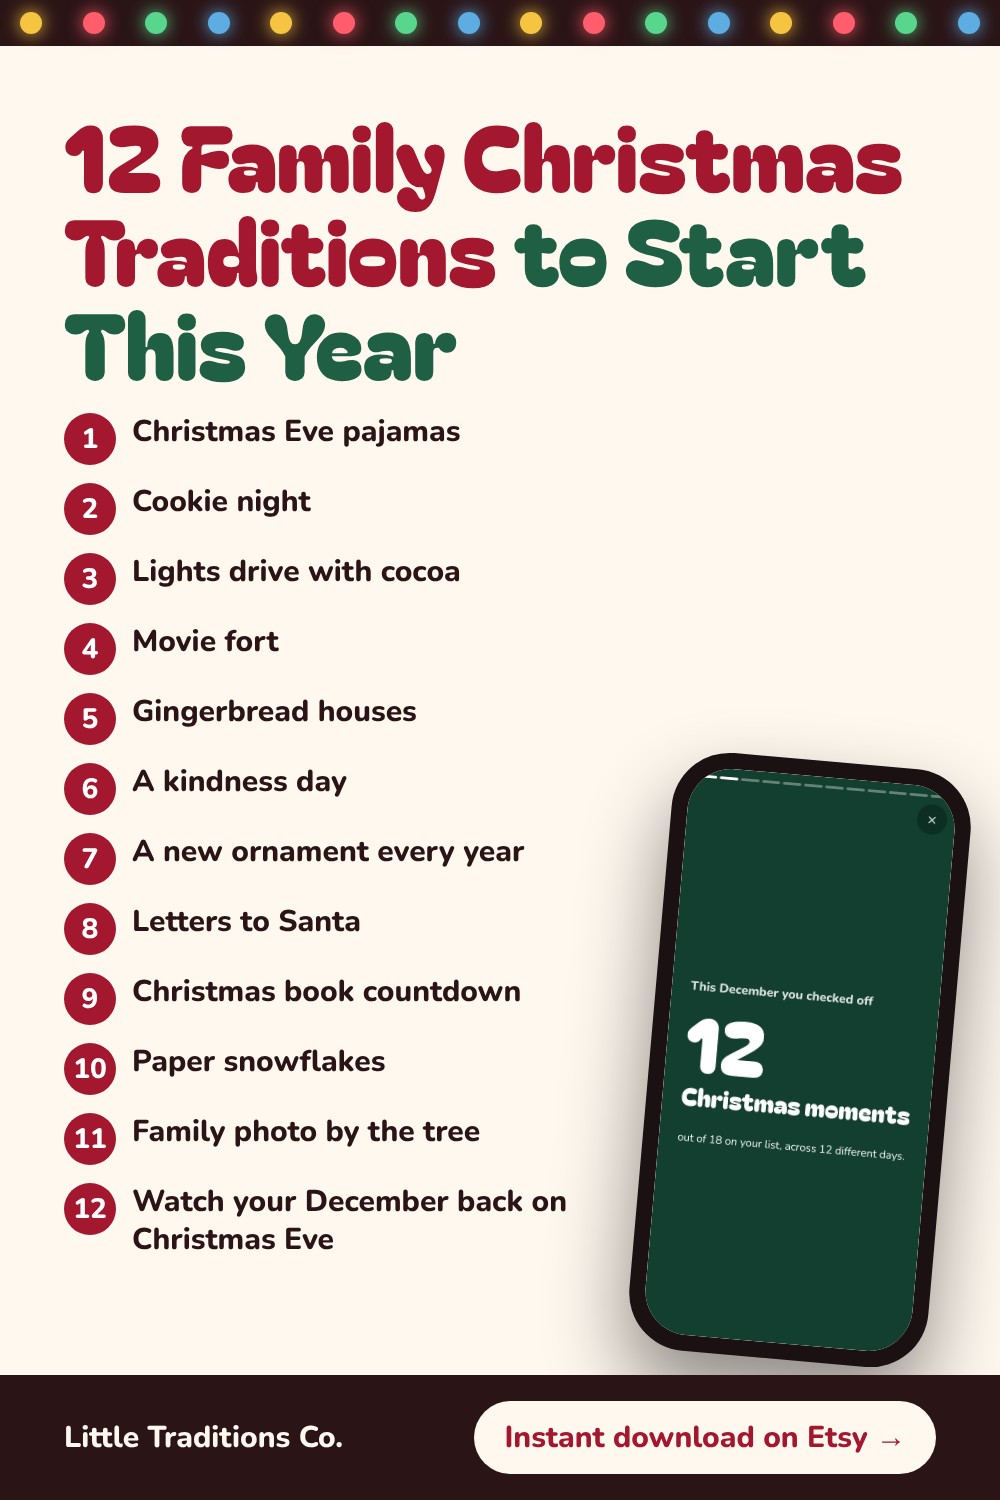 12 Family Christmas
Traditions to Start
This Year
1 Christmas Eve pajamas
2 Cookie night
3 Lights drive with cocoa
4 Movie fort
5 Gingerbread houses
6 A kindness day
7 A new ornament every year
8 Letters to Santa
9 Christmas book countdown
10 Paper snowflakes
11 Family photo by the tree
12 Watch your December back on
Christmas Eve
×
This December you checked off
12
Christmas moments
out of 18 on your list, across 12 different days.
Little Traditions Co.
Instant download on Etsy →